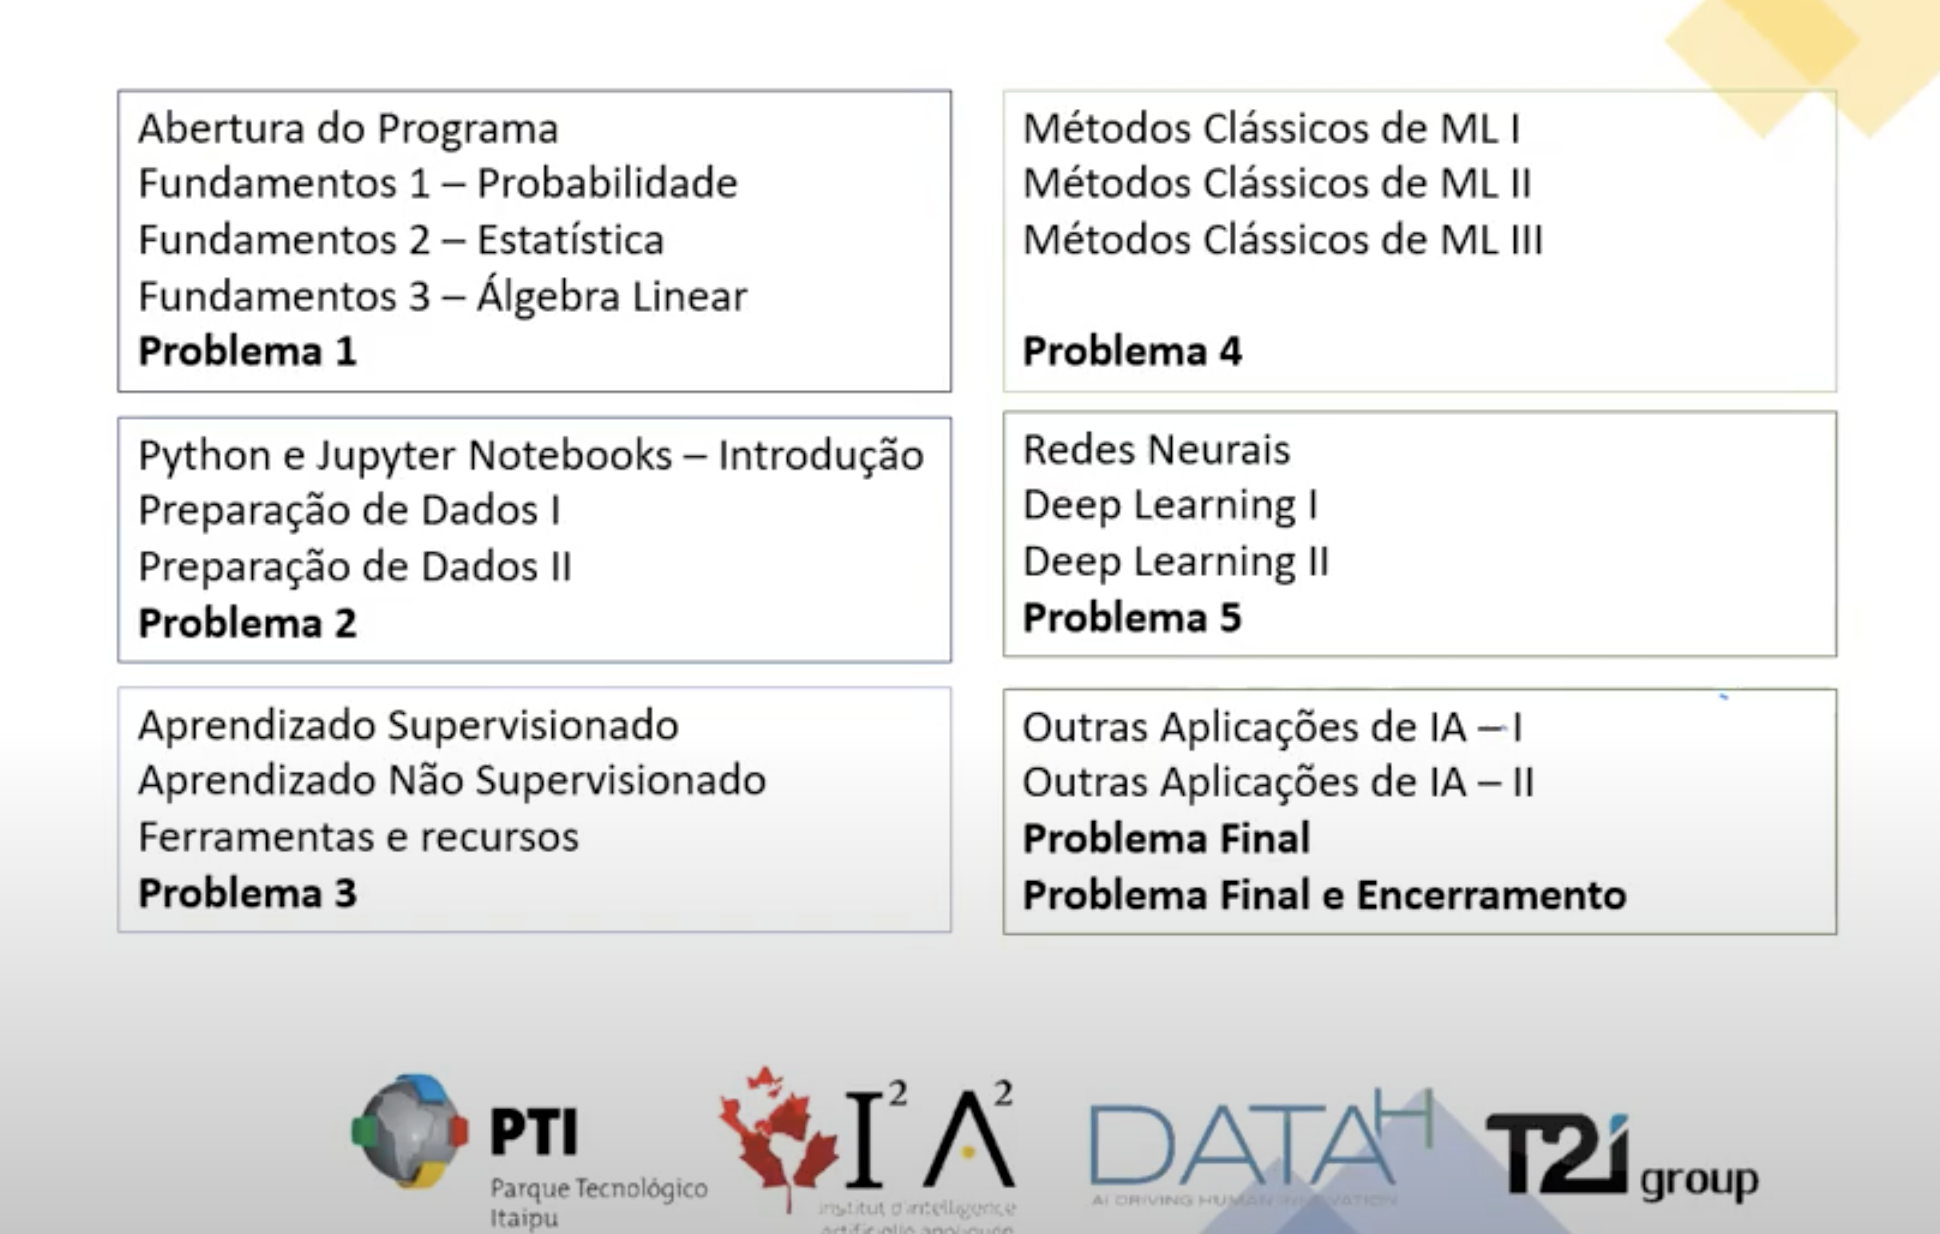 Abertura do Programa
Fundamentos 1 – Probabilidade
Fundamentos 2 – Estatística
Fundamentos 3 – Álgebra Linear
Problema 1
Python e Jupyter Notebooks – Introdução
Preparação de Dados I
Preparação de Dados II
Problema 2
Aprendizado Supervisionado
Aprendizado Não Supervisionado
Ferramentas e recursos
Problema 3
Métodos Clássicos de ML I
Métodos Clássicos de ML II
Métodos Clássicos de ML III
Problema 4
Redes Neurais
Deep Learning I
Deep Learning II
Problema 5
Outras Aplicações de IA – I
Outras Aplicações de IA – II
Problema Final
Problema Final e Encerramento
PTI
Parque Tecnológico
Itaipu
I² A²
institut d'intelligence
DATAH
AI DRIVING HUMAN INNOVATION
T2i group